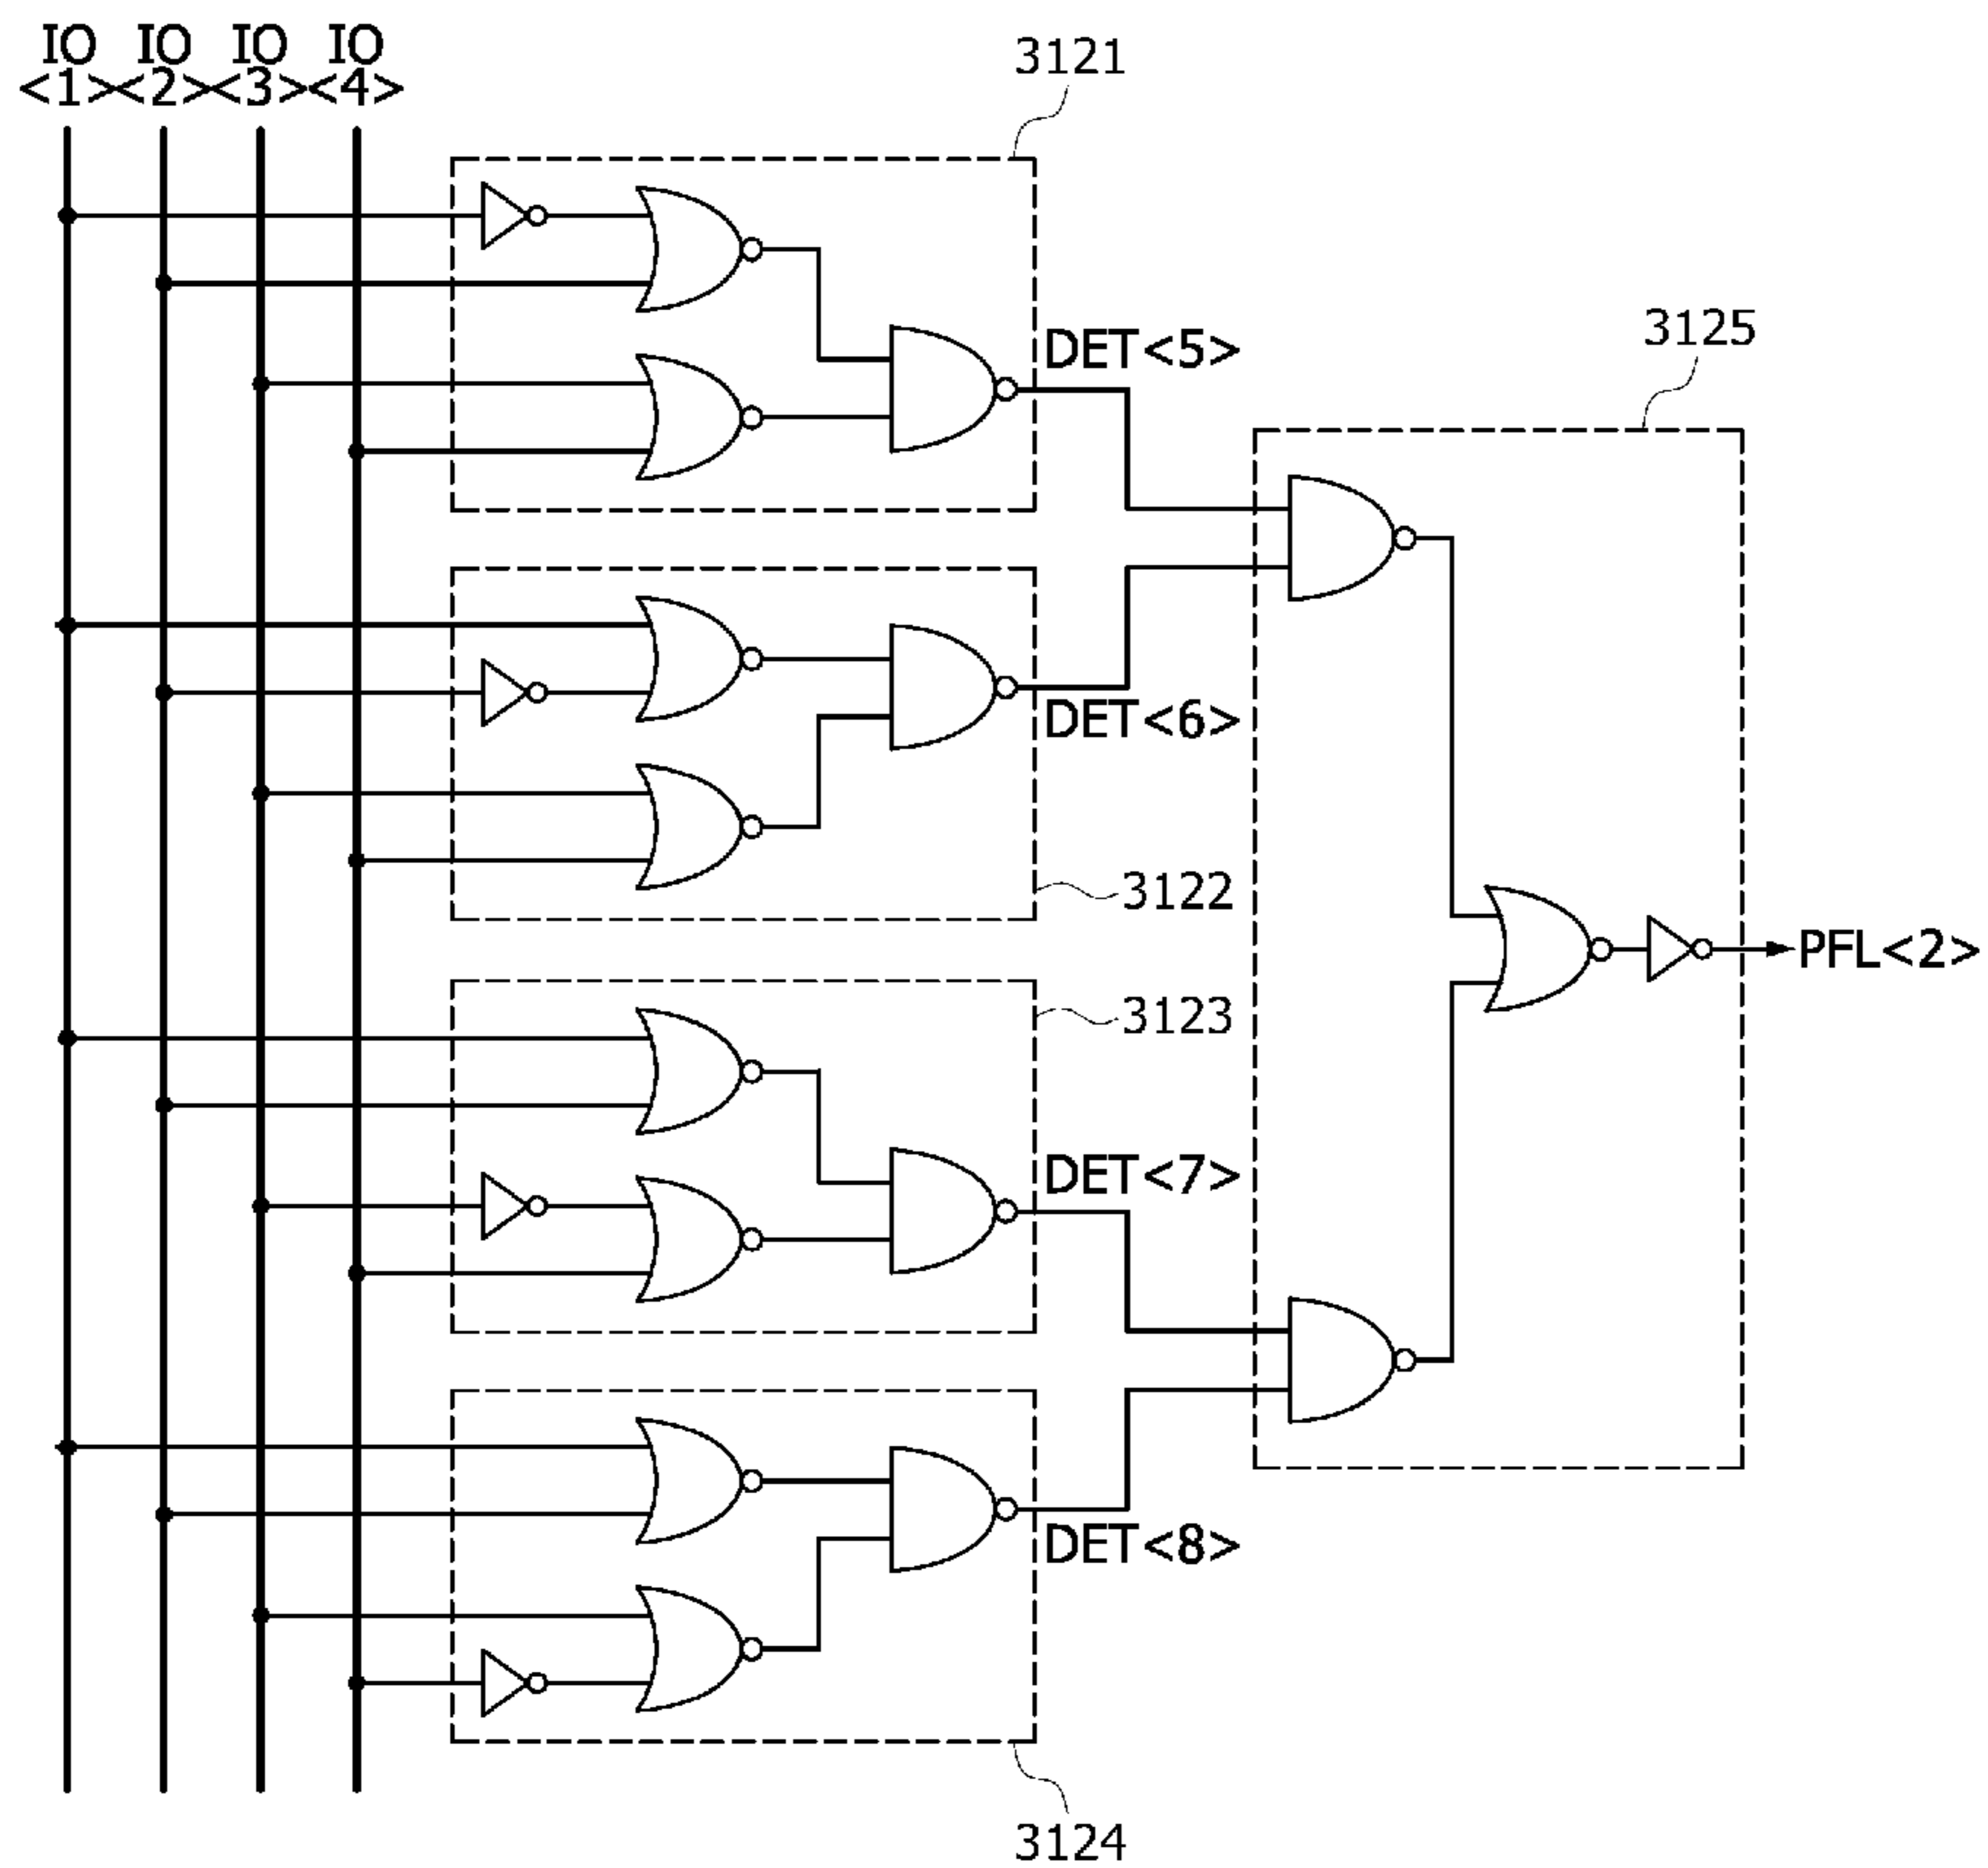 IO IO IO IO
<1><2><3><4>
3121
DET<5>
3125
DET<6>
3122
PFL<2>
3123
DET<7>
DET<8>
3124